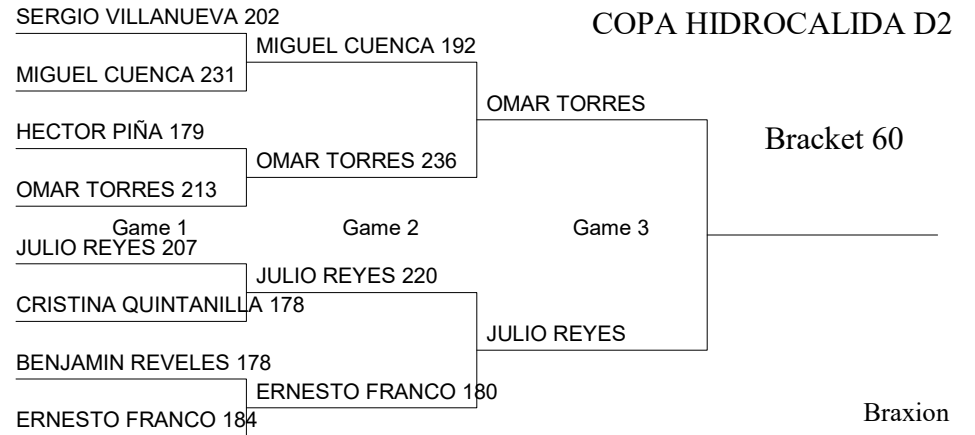 SERGIO VILLANUEVA 202
COPA HIDROCALIDA D2
MIGUEL CUENCA 192
MIGUEL CUENCA 231
OMAR TORRES
HECTOR PIÑA 179
Bracket 60
OMAR TORRES 236
OMAR TORRES 213
Game 1
Game 2
Game 3
JULIO REYES 207
JULIO REYES 220
CRISTINA QUINTANILLA 178
JULIO REYES
BENJAMIN REVELES 178
ERNESTO FRANCO 180
ERNESTO FRANCO 184
Braxion